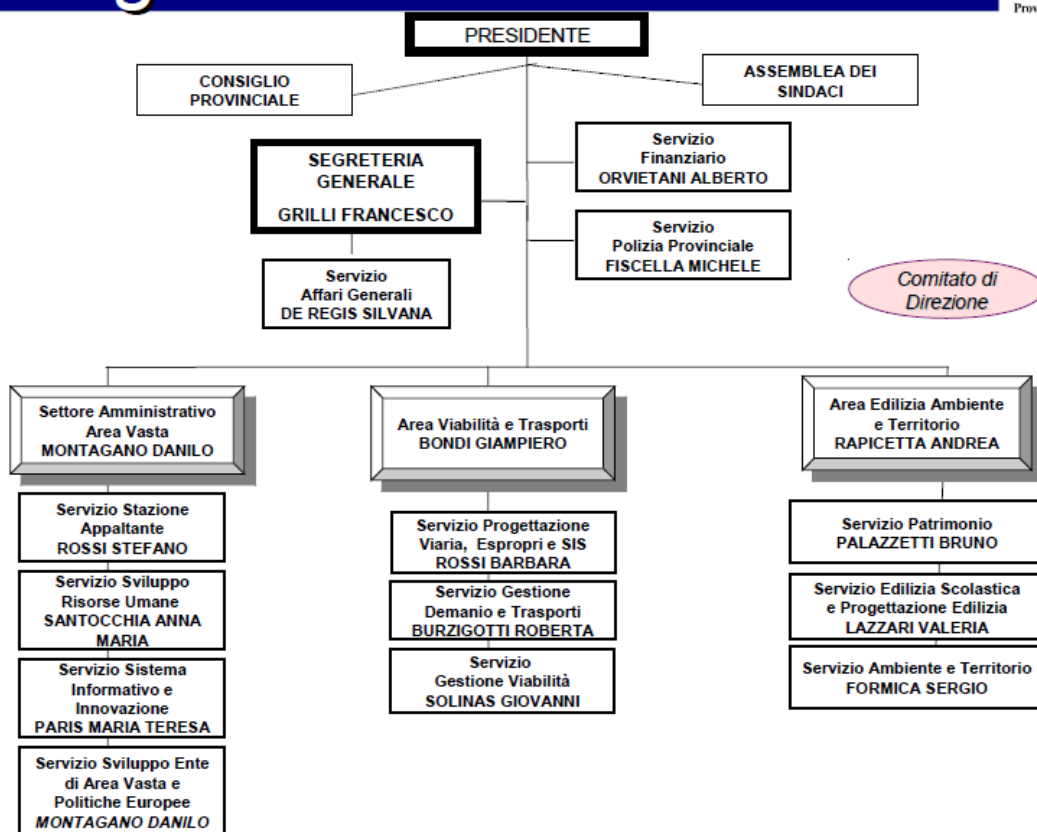 g
Prov
PRESIDENTE
CONSIGLIO
PROVINCIALE
ASSEMBLEA DEI
SINDACI
SEGRETERIA
GENERALE
GRILLI FRANCESCO
Servizio
Finanziario
ORVIETANI ALBERTO
Servizio
Polizia Provinciale
FISCELLA MICHELE
Servizio
Affari Generali
DE REGIS SILVANA
Comitato di
Direzione
Settore Amministrativo
Area Vasta
MONTAGANO DANILO
Area Viabilità e Trasporti
BONDI GIAMPIERO
Area Edilizia Ambiente
e Territorio
RAPICETTA ANDREA
Servizio Stazione
Appaltante
ROSSI STEFANO
Servizio Sviluppo
Risorse Umane
SANTOCCHIA ANNA
MARIA
Servizio Sistema
Informativo e
Innovazione
PARIS MARIA TERESA
Servizio Sviluppo Ente
di Area Vasta e
Politiche Europee
MONTAGANO DANILO
Servizio Progettazione
Viaria, Espropri e SIS
ROSSI BARBARA
Servizio Gestione
Demanio e Trasporti
BURZIGOTTI ROBERTA
Servizio
Gestione Viabilità
SOLINAS GIOVANNI
Servizio Patrimonio
PALAZZETTI BRUNO
Servizio Edilizia Scolastica
e Progettazione Edilizia
LAZZARI VALERIA
Servizio Ambiente e Territorio
FORMICA SERGIO